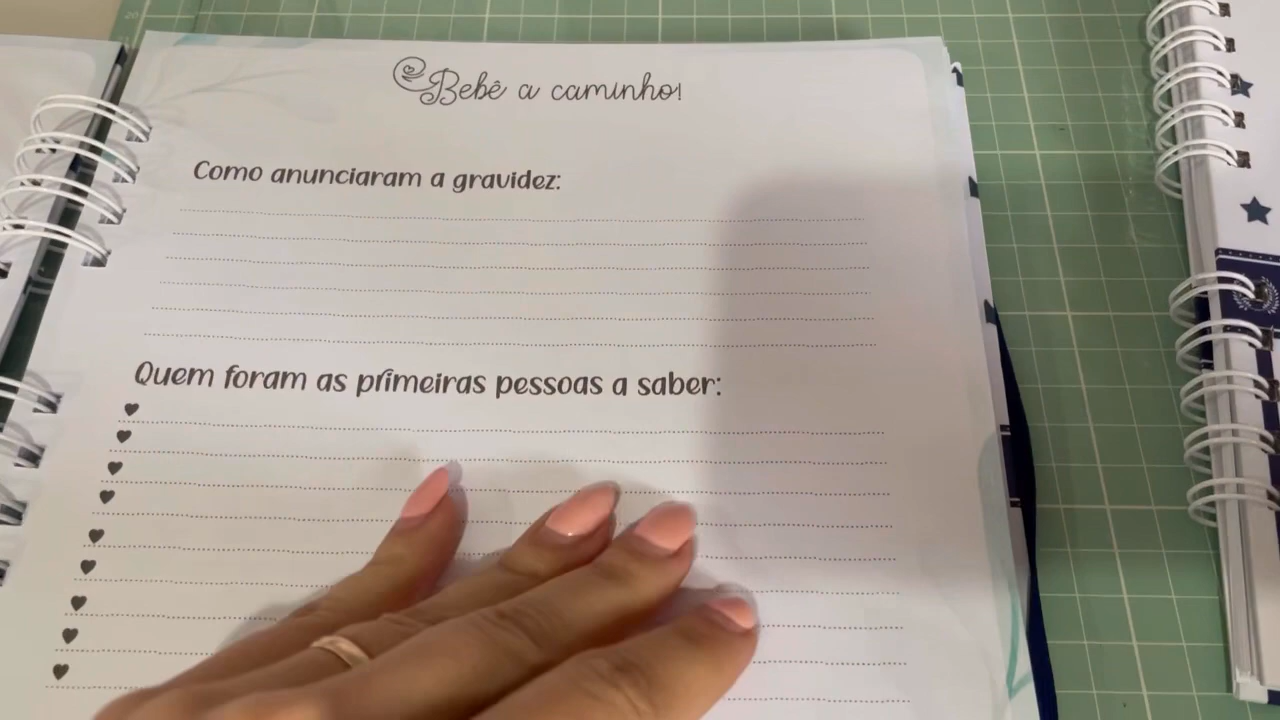 Bebê a caminho!
Como anunciaram a gravidez:
Quem foram as primeiras pessoas a saber: